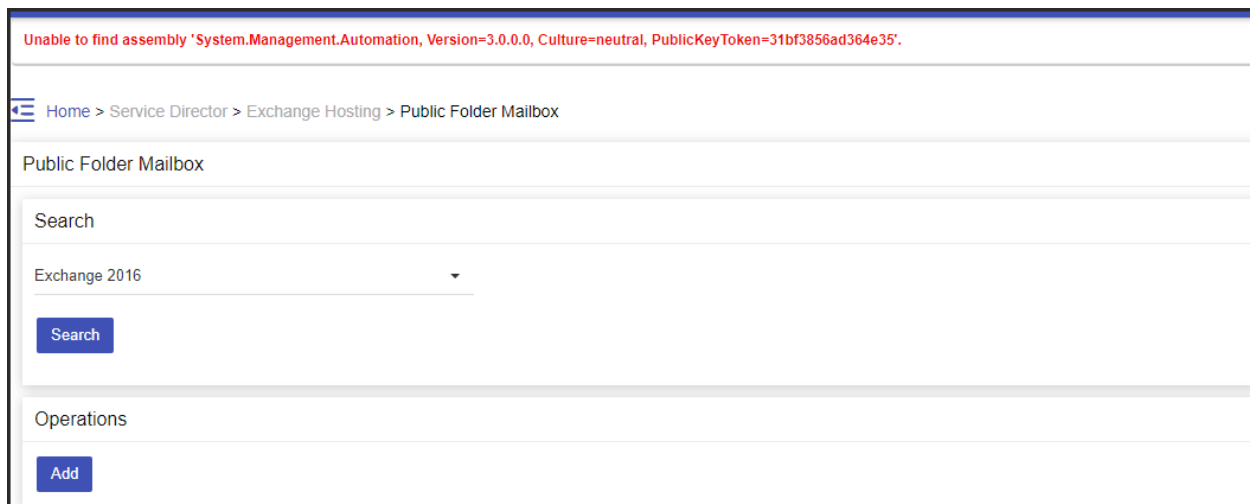 Unable to find assembly 'System.Management.Automation, Version=3.0.0.0, Culture=neutral, PublicKeyToken=31bf3856ad364e35'.
Home > Service Director > Exchange Hosting > Public Folder Mailbox
Public Folder Mailbox
Search
Exchange 2016
Search
Operations
Add